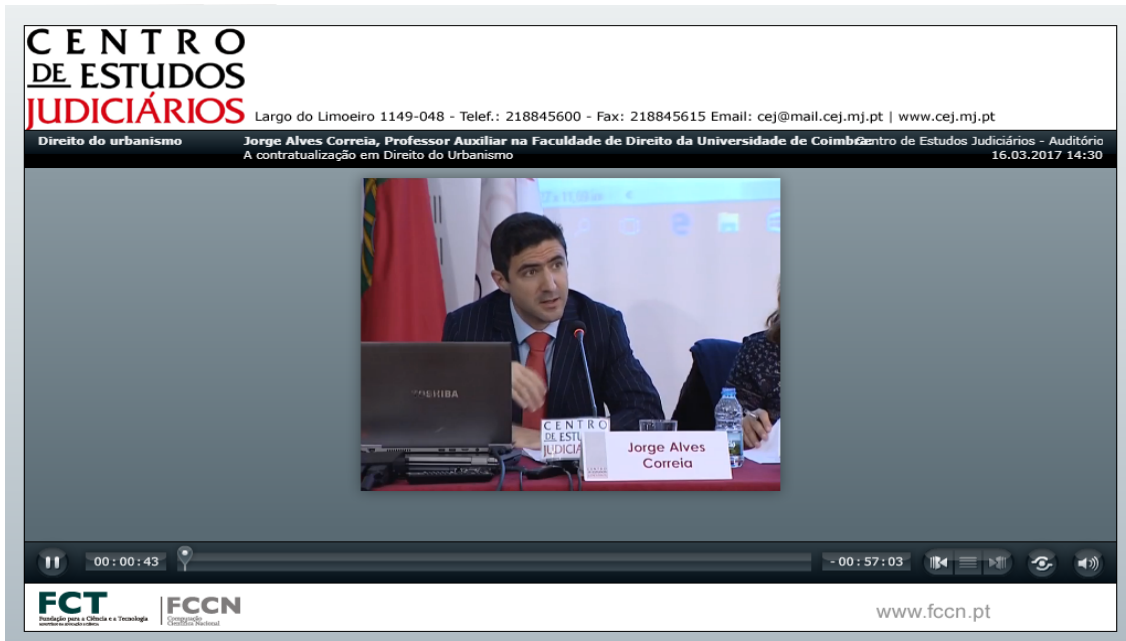 CENTRO
DE ESTUDOS
JUDICIÁRIOS
Largo do Limoeiro 1149-048 - Telef.: 218845600 - Fax: 218845615 Email: cej@mail.cej.mj.pt | www.cej.mj.pt
Direito do urbanismo
Jorge Alves Correia, Professor Auxiliar na Faculdade de Direito da Universidade de Coimbra
Centro de Estudos Judiciários - Auditório
A contratualização em Direito do Urbanismo
16.03.2017 14:30
TOSHIBA
CENTRO
DE ESTU
JUDICIÁ
Jorge Alves
Correia
00:00:43
- 00:57:03
FCT
Fundação para a Ciência e a Tecnologia
FCCN
Computação
Científica Nacional
www.fccn.pt